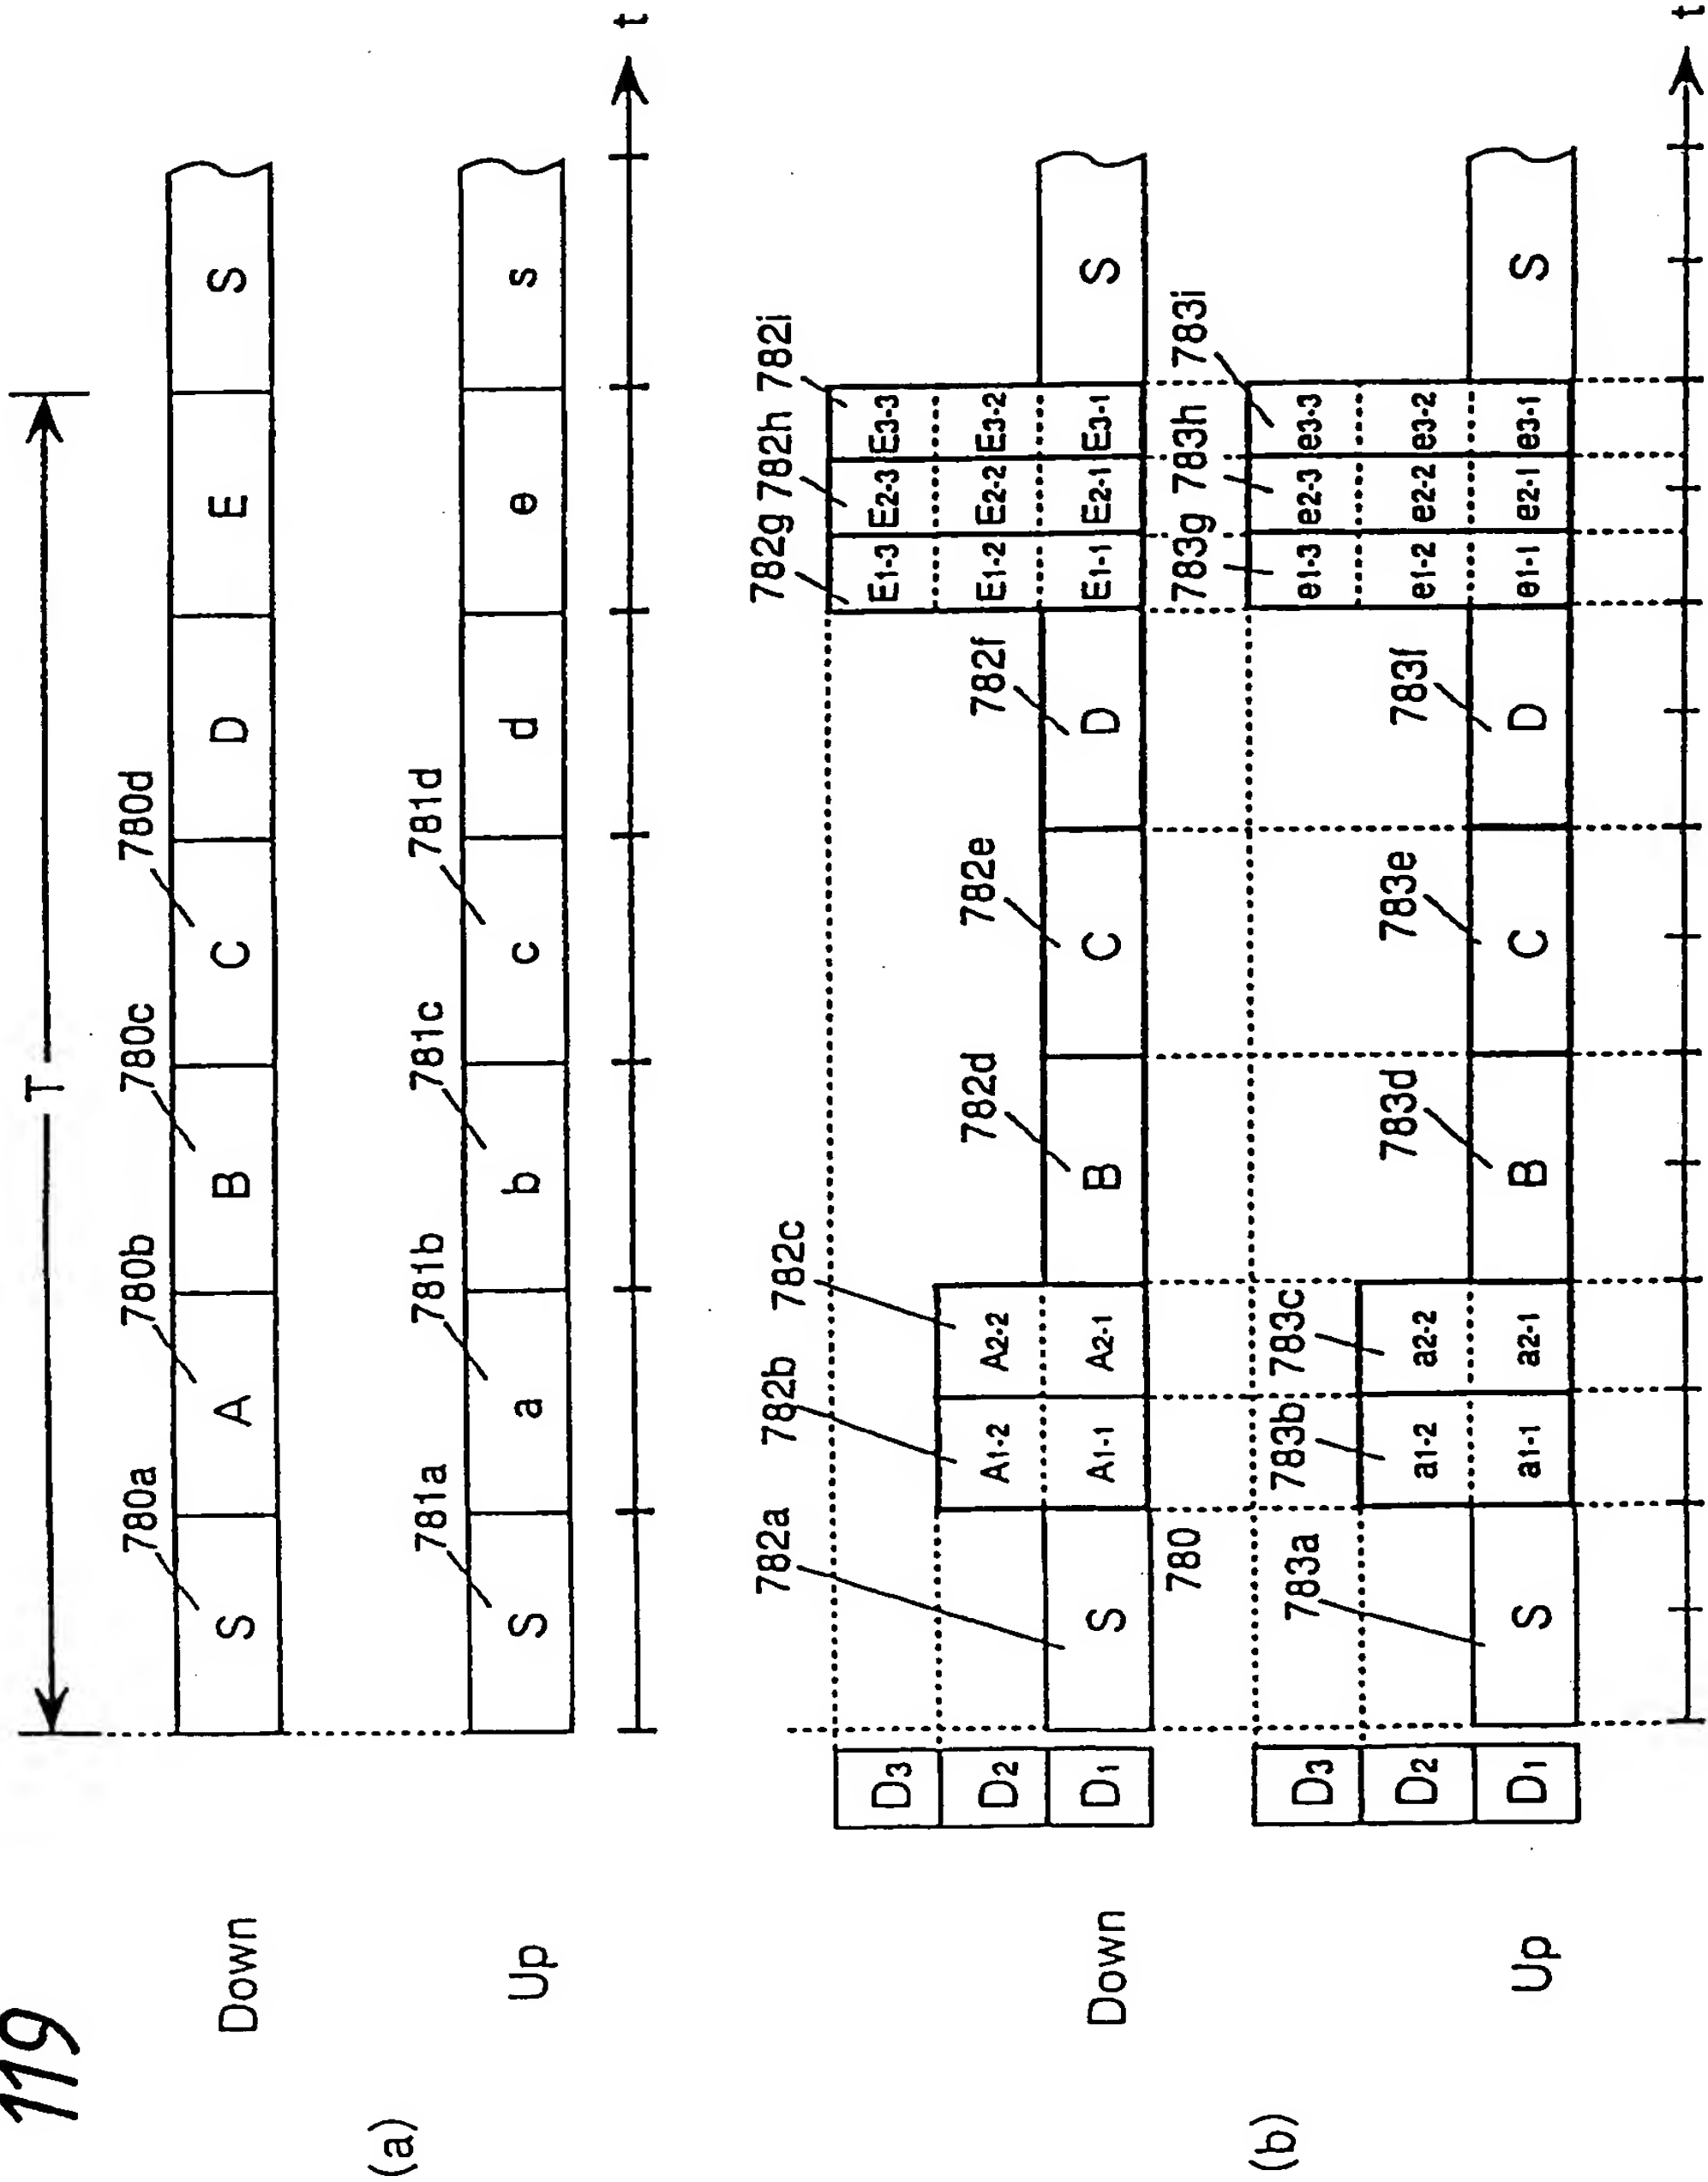 119
T
(a)
Down
780a 780b 780c 780d
S A B C D E S
Up
781a 781b 781c 781d
S a b c d e s
t
(b)
Down
782a 782b 782c 782d 782e 782f 782g 782h 782i
D3 E1-3 E2-3 E3-3
D2 A1-2 A2-2 E1-2 E2-2 E3-2
D1 S A1-1 A2-1 B C D E1-1 E2-1 E3-1 S
780
Up
783a 783b 783c 783d 783e 783f 783g 783h 783i
D3 e1-3 e2-3 e3-3
D2 a1-2 a2-2 e1-2 e2-2 e3-2
D1 S a1-1 a2-1 B C D e1-1 e2-1 e3-1 S
t